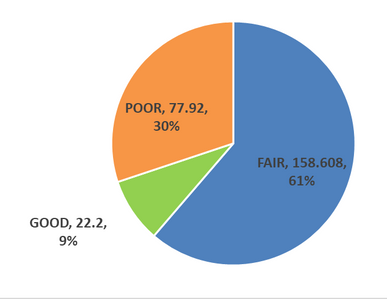 POOR, 77.92,
30%
FAIR, 158.608,
61%
GOOD, 22.2,
9%